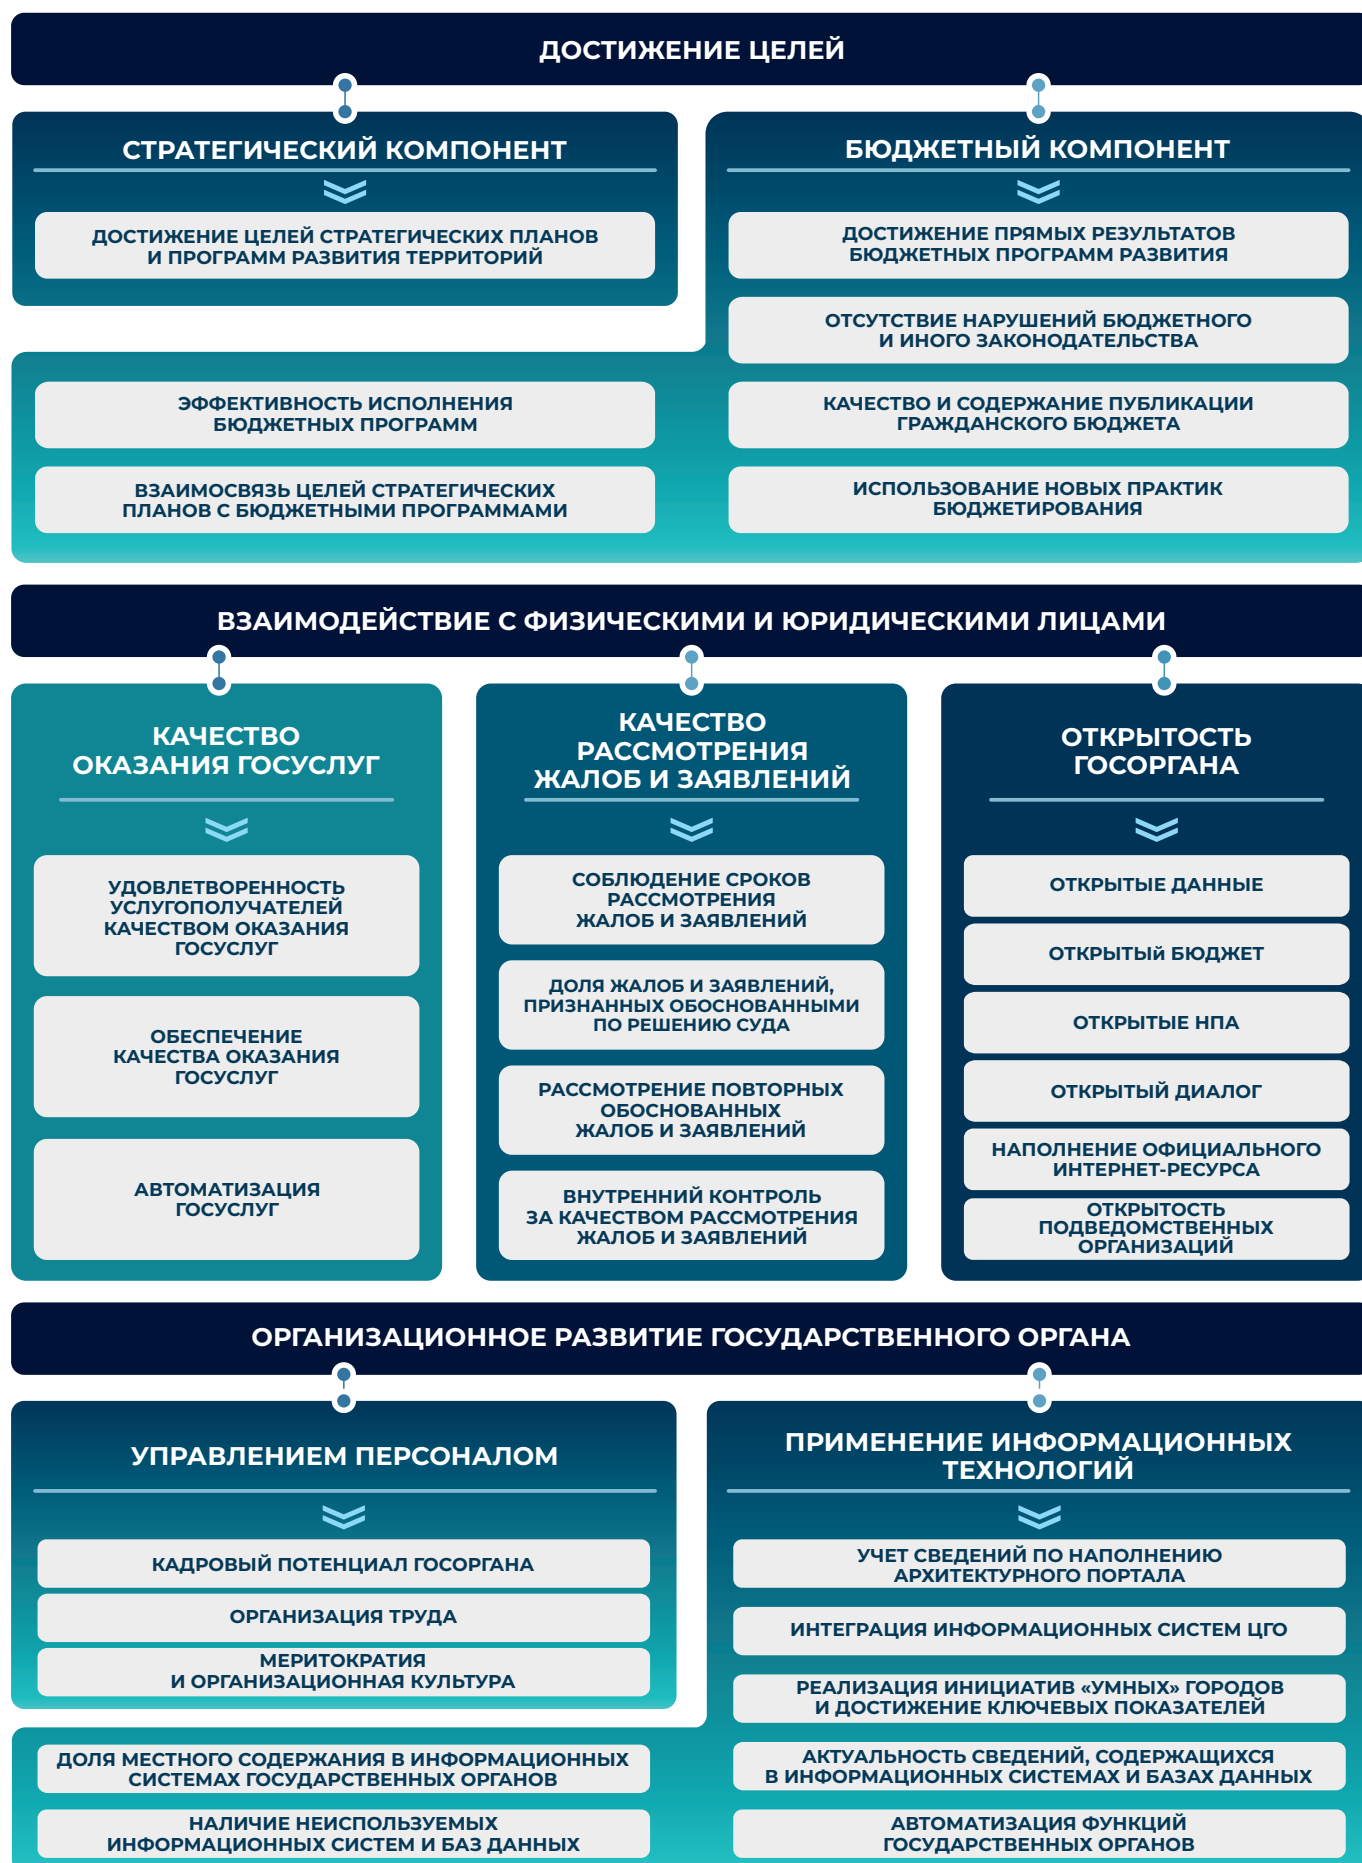 ДОСТИЖЕНИЕ ЦЕЛЕЙ
СТРАТЕГИЧЕСКИЙ КОМПОНЕНТ
ДОСТИЖЕНИЕ ЦЕЛЕЙ СТРАТЕГИЧЕСКИХ ПЛАНОВ
И ПРОГРАММ РАЗВИТИЯ ТЕРРИТОРИЙ
БЮДЖЕТНЫЙ КОМПОНЕНТ
ДОСТИЖЕНИЕ ПРЯМЫХ РЕЗУЛЬТАТОВ
БЮДЖЕТНЫХ ПРОГРАММ РАЗВИТИЯ
ОТСУТСТВИЕ НАРУШЕНИЙ БЮДЖЕТНОГО
И ИНОГО ЗАКОНОДАТЕЛЬСТВА
КАЧЕСТВО И СОДЕРЖАНИЕ ПУБЛИКАЦИИ
ГРАЖДАНСКОГО БЮДЖЕТА
ИСПОЛЬЗОВАНИЕ НОВЫХ ПРАКТИК
БЮДЖЕТИРОВАНИЯ
ЭФФЕКТИВНОСТЬ ИСПОЛНЕНИЯ
БЮДЖЕТНЫХ ПРОГРАММ
ВЗАИМОСВЯЗЬ ЦЕЛЕЙ СТРАТЕГИЧЕСКИХ
ПЛАНОВ С БЮДЖЕТНЫМИ ПРОГРАММАМИ
ВЗАИМОДЕЙСТВИЕ С ФИЗИЧЕСКИМИ И ЮРИДИЧЕСКИМИ ЛИЦАМИ
КАЧЕСТВО
ОКАЗАНИЯ ГОСУСЛУГ
УДОВЛЕТВОРЕННОСТЬ
УСЛУГОПОЛУЧАТЕЛЕЙ
КАЧЕСТВОМ ОКАЗАНИЯ
ГОСУСЛУГ
ОБЕСПЕЧЕНИЕ
КАЧЕСТВА ОКАЗАНИЯ
ГОСУСЛУГ
АВТОМАТИЗАЦИЯ
ГОСУСЛУГ
КАЧЕСТВО
РАССМОТРЕНИЯ
ЖАЛОБ И ЗАЯВЛЕНИЙ
СОБЛЮДЕНИЕ СРОКОВ
РАССМОТРЕНИЯ
ЖАЛОБ И ЗАЯВЛЕНИЙ
ДОЛЯ ЖАЛОБ И ЗАЯВЛЕНИЙ,
ПРИЗНАННЫХ ОБОСНОВАННЫМИ
ПО РЕШЕНИЮ СУДА
РАССМОТРЕНИЕ ПОВТОРНЫХ
ОБОСНОВАННЫХ
ЖАЛОБ И ЗАЯВЛЕНИЙ
ВНУТРЕННИЙ КОНТРОЛЬ
ЗА КАЧЕСТВОМ РАССМОТРЕНИЯ
ЖАЛОБ И ЗАЯВЛЕНИЙ
ОТКРЫТОСТЬ
ГОСОРГАНА
ОТКРЫТЫЕ ДАННЫЕ
ОТКРЫТЫй БЮДЖЕТ
ОТКРЫТЫЕ НПА
ОТКРЫТЫЙ ДИАЛОГ
НАПОЛНЕНИЕ ОФИЦИАЛЬНОГО
ИНТЕРНЕТ-РЕСУРСА
ОТКРЫТОСТЬ
ПОДВЕДОМСТВЕННЫХ
ОРГАНИЗАЦИЙ
ОРГАНИЗАЦИОННОЕ РАЗВИТИЕ ГОСУДАРСТВЕННОГО ОРГАНА
УПРАВЛЕНИЕМ ПЕРСОНАЛОМ
КАДРОВЫЙ ПОТЕНЦИАЛ ГОСОРГАНА
ОРГАНИЗАЦИЯ ТРУДА
МЕРИТОКРАТИЯ
И ОРГАНИЗАЦИОННАЯ КУЛЬТУРА
ПРИМЕНЕНИЕ ИНФОРМАЦИОННЫХ
ТЕХНОЛОГИЙ
УЧЕТ СВЕДЕНИЙ ПО НАПОЛНЕНИЮ
АРХИТЕКТУРНОГО ПОРТАЛА
ИНТЕГРАЦИЯ ИНФОРМАЦИОННЫХ СИСТЕМ ЦГО
РЕАЛИЗАЦИЯ ИНИЦИАТИВ «УМНЫХ» ГОРОДОВ
И ДОСТИЖЕНИЕ КЛЮЧЕВЫХ ПОКАЗАТЕЛЕЙ
АКТУАЛЬНОСТЬ СВЕДЕНИЙ, СОДЕРЖАЩИХСЯ
В ИНФОРМАЦИОННЫХ СИСТЕМАХ И БАЗАХ ДАННЫХ
АВТОМАТИЗАЦИЯ ФУНКЦИЙ
ГОСУДАРСТВЕННЫХ ОРГАНОВ
ДОЛЯ МЕСТНОГО СОДЕРЖАНИЯ В ИНФОРМАЦИОННЫХ
СИСТЕМАХ ГОСУДАРСТВЕННЫХ ОРГАНОВ
НАЛИЧИЕ НЕИСПОЛЬЗУЕМЫХ
ИНФОРМАЦИОННЫХ СИСТЕМ И БАЗ ДАННЫХ